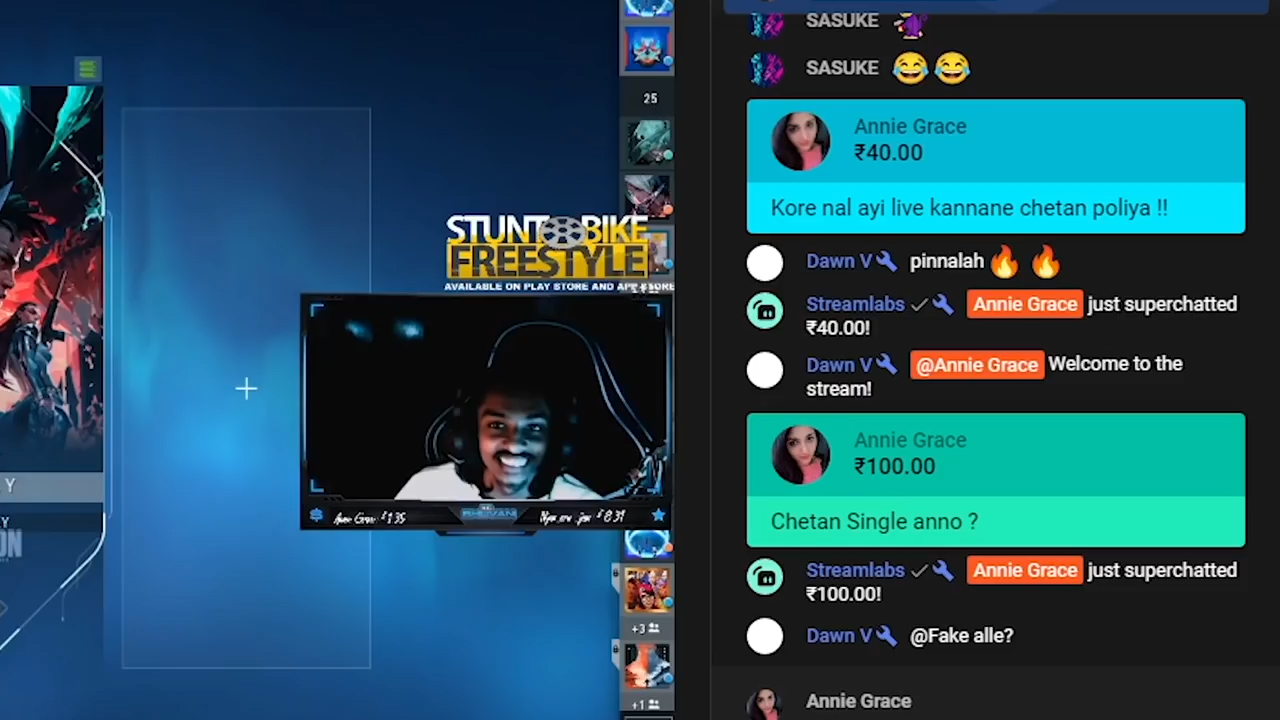 SASUKE
SASUKE 😂😂
25
Annie Grace
₹40.00
Kore nal ayi live kannane chetan poliya !!
STUNT BIKE
FREESTYLE
AVAILABLE ON PLAY STORE AND APP STORE
Dawn V pinnalah 🔥 🔥
Streamlabs Annie Grace just superchatted
₹40.00!
Dawn V @Annie Grace Welcome to the
stream!
Annie Grace
₹100.00
Chetan Single anno ?
Y
ON
BHUVAN
Streamlabs Annie Grace just superchatted
₹100.00!
+3
Dawn V @Fake alle?
+1
Annie Grace